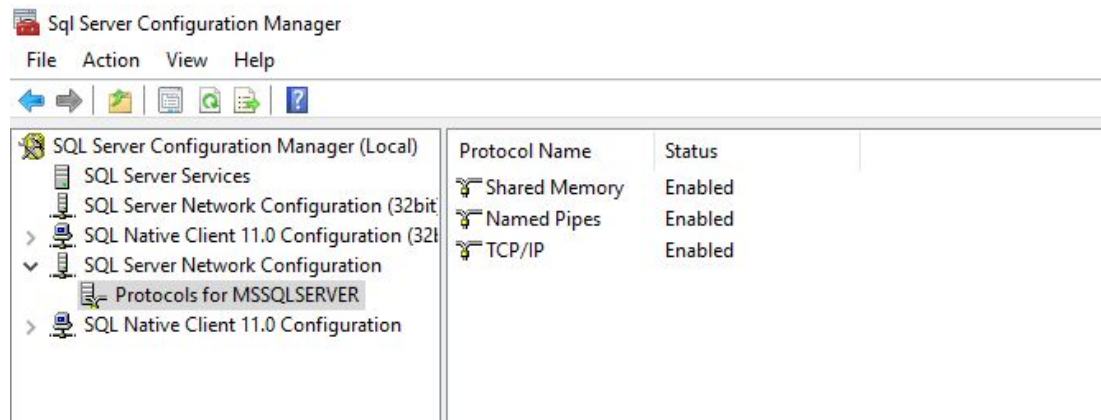 Sql Server Configuration Manager
File Action View Help
SQL Server Configuration Manager (Local)
SQL Server Services
SQL Server Network Configuration (32bit
SQL Native Client 11.0 Configuration (32b
SQL Server Network Configuration
Protocols for MSSQLSERVER
SQL Native Client 11.0 Configuration
Protocol Name Status
Shared Memory Enabled
Named Pipes Enabled
TCP/IP Enabled